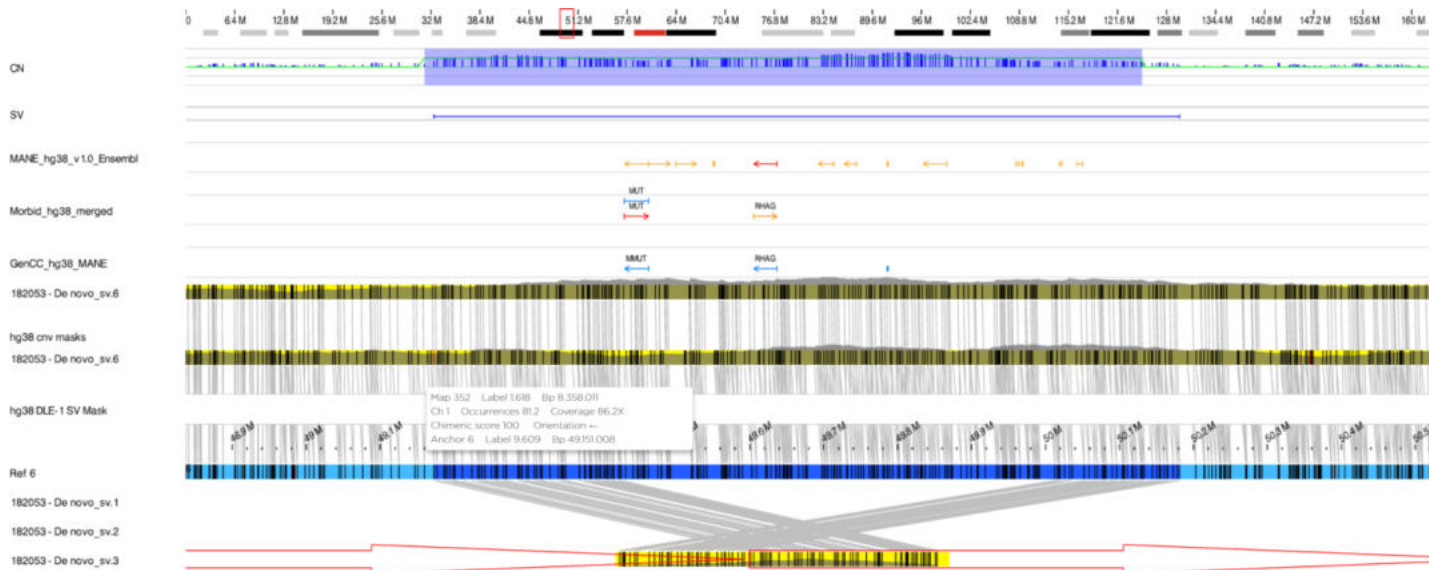 0 6.4 M 12.8 M 19.2 M 25.6 M 32 M 38.4 M 44.8 M 51.2 M 57.6 M 64 M 70.4 M 76.8 M 83.2 M 89.6 M 96 M 102.4 M 108.8 M 115.2 M 121.6 M 128 M 134.4 M 140.8 M 147.2 M 153.6 M 160 M
CN
SV
MANE_hg38_v1.0_Ensembl
MUT
Morbid_hg38_merged
MUT RHAG
GenCC_hg38_MANE
MMUT RHAG
182053 - De novo_sv.6
hg38 cnv masks
182053 - De novo_sv.6
Map 352 Label 1.618 Bp 8.358.011
Ch 1 Occurrences 81.2 Coverage 86.2X
hg38 DLE-1 SV Mask
Chimeric score 100 Orientation ←
Anchor 6 Label 9.609 Bp 49.151.008
48.9 M 49 M 49.1 M 49.6 M 49.7 M 49.8 M 49.9 M 50 M 50.1 M 50.2 M 50.3 M 50.4 M
Ref 6
182053 - De novo_sv.1
182053 - De novo_sv.2
182053 - De novo_sv.3